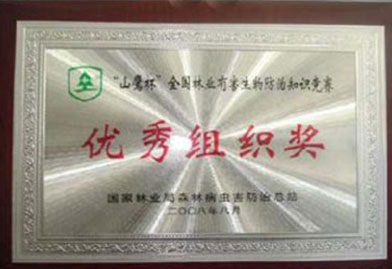 “山鹭杯”全国林业有害生物防治知识竞赛
优秀组织奖
国家林业局森林病虫害防治总站
二〇〇八年八月